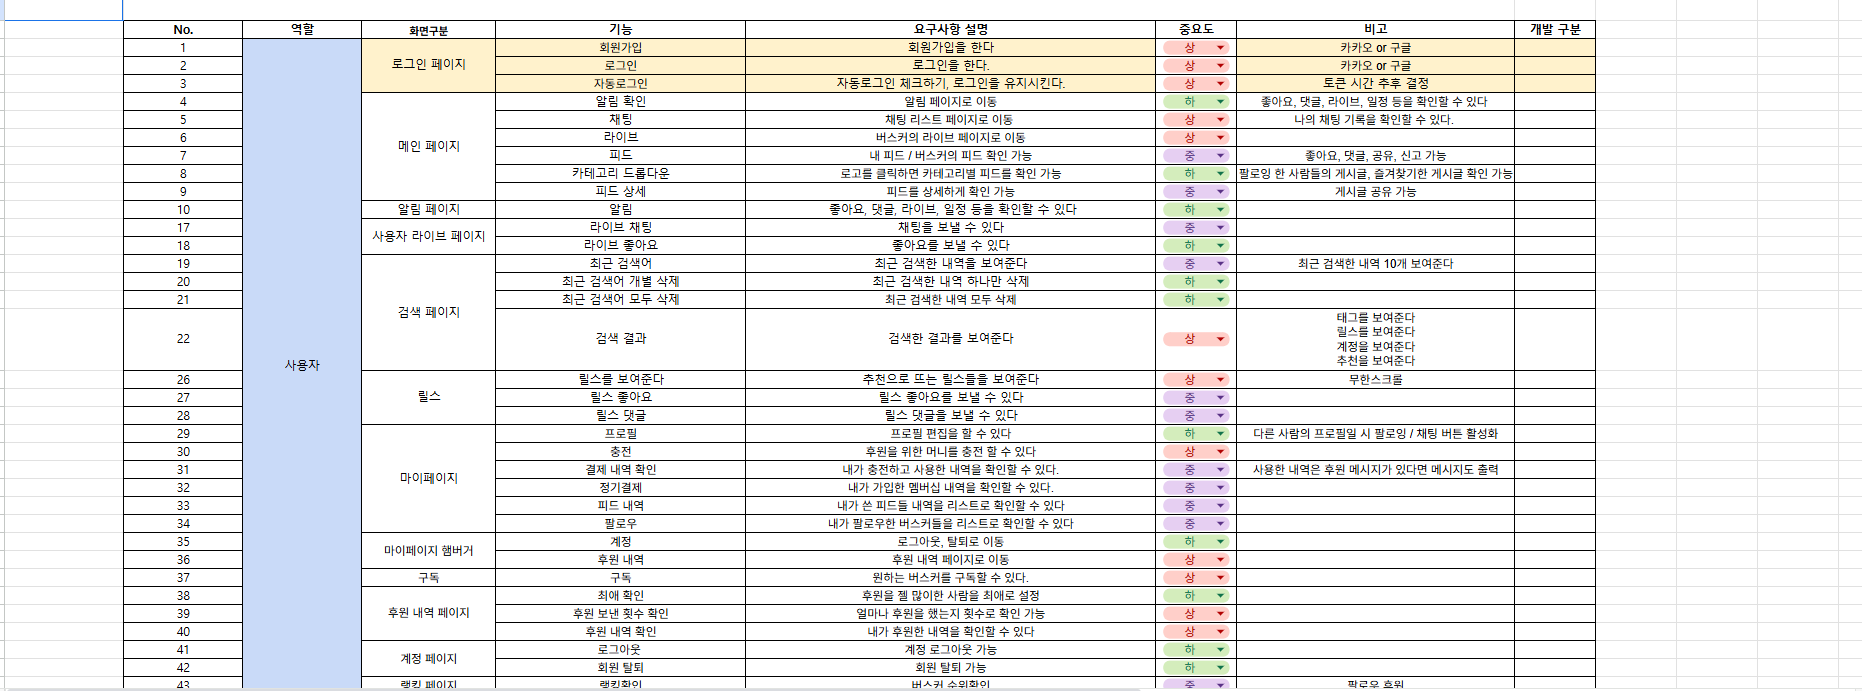 No. 역할 화면구분 기능 요구사항 설명 중요도 비고 개발 구분
사용자
로그인 페이지
1 회원가입 회원가입을 한다 상 카카오 or 구글
2 로그인 로그인을 한다. 상 카카오 or 구글
3 자동로그인 자동로그인 체크하기, 로그인을 유지시킨다. 상 토큰 시간 추후 결정
메인 페이지
4 알림 확인 알림 페이지로 이동 하 좋아요, 댓글, 라이브, 일정 등을 확인할 수 있다
5 채팅 채팅 리스트 페이지로 이동 상 나의 채팅 기록을 확인할 수 있다.
6 라이브 버스커의 라이브 페이지로 이동 상
7 피드 내 피드 / 버스커의 피드 확인 가능 중 좋아요, 댓글, 공유, 신고 가능
8 카테고리 드롭다운 로고를 클릭하면 카테고리별 피드를 확인 가능 하 팔로잉 한 사람들의 게시글, 즐겨찾기한 게시글 확인 가능
9 피드 상세 피드를 상세하게 확인 가능 중 게시글 공유 가능
10 알림 페이지 알림 좋아요, 댓글, 라이브, 일정 등을 확인할 수 있다 하
사용자 라이브 페이지
17 라이브 채팅 채팅을 보낼 수 있다 중
18 라이브 좋아요 좋아요를 보낼 수 있다 하
검색 페이지
19 최근 검색어 최근 검색한 내역을 보여준다 중 최근 검색한 내역 10개 보여준다
20 최근 검색어 개별 삭제 최근 검색한 내역 하나만 삭제 하
21 최근 검색어 모두 삭제 최근 검색한 내역 모두 삭제 하
22 검색 결과 검색한 결과를 보여준다 상
태그를 보여준다
릴스를 보여준다
계정을 보여준다
추천을 보여준다
릴스
26 릴스를 보여준다 추천으로 뜨는 릴스들을 보여준다 상 무한스크롤
27 릴스 좋아요 릴스 좋아요를 보낼 수 있다 중
28 릴스 댓글 릴스 댓글을 보낼 수 있다 중
마이페이지
29 프로필 프로필 편집을 할 수 있다 하 다른 사람의 프로필일 시 팔로잉 / 채팅 버튼 활성화
30 충전 후원을 위한 머니를 충전 할 수 있다 상
31 결제 내역 확인 내가 충전하고 사용한 내역을 확인할 수 있다. 중 사용한 내역은 후원 메시지가 있다면 메시지도 출력
32 정기결제 내가 가입한 멤버십 내역을 확인할 수 있다. 중
33 피드 내역 내가 쓴 피드들 내역을 리스트로 확인할 수 있다 중
34 팔로우 내가 팔로우한 버스커들을 리스트로 확인할 수 있다 중
마이페이지 햄버거
35 계정 로그아웃, 탈퇴로 이동 하
36 후원 내역 후원 내역 페이지로 이동 상
37 구독 구독 원하는 버스커를 구독할 수 있다. 상
후원 내역 페이지
38 최애 확인 후원을 젤 많이한 사람을 최애로 설정 하
39 후원 보낸 횟수 확인 얼마나 후원을 했는지 횟수로 확인 가능 상
40 후원 내역 확인 내가 후원한 내역을 확인할 수 있다 상
계정 페이지
41 로그아웃 계정 로그아웃 가능 하
42 회원 탈퇴 회원 탈퇴 가능 하
43 랭킹 페이지 랭킹확인 버스커 순위확인 중 팔로우 후원